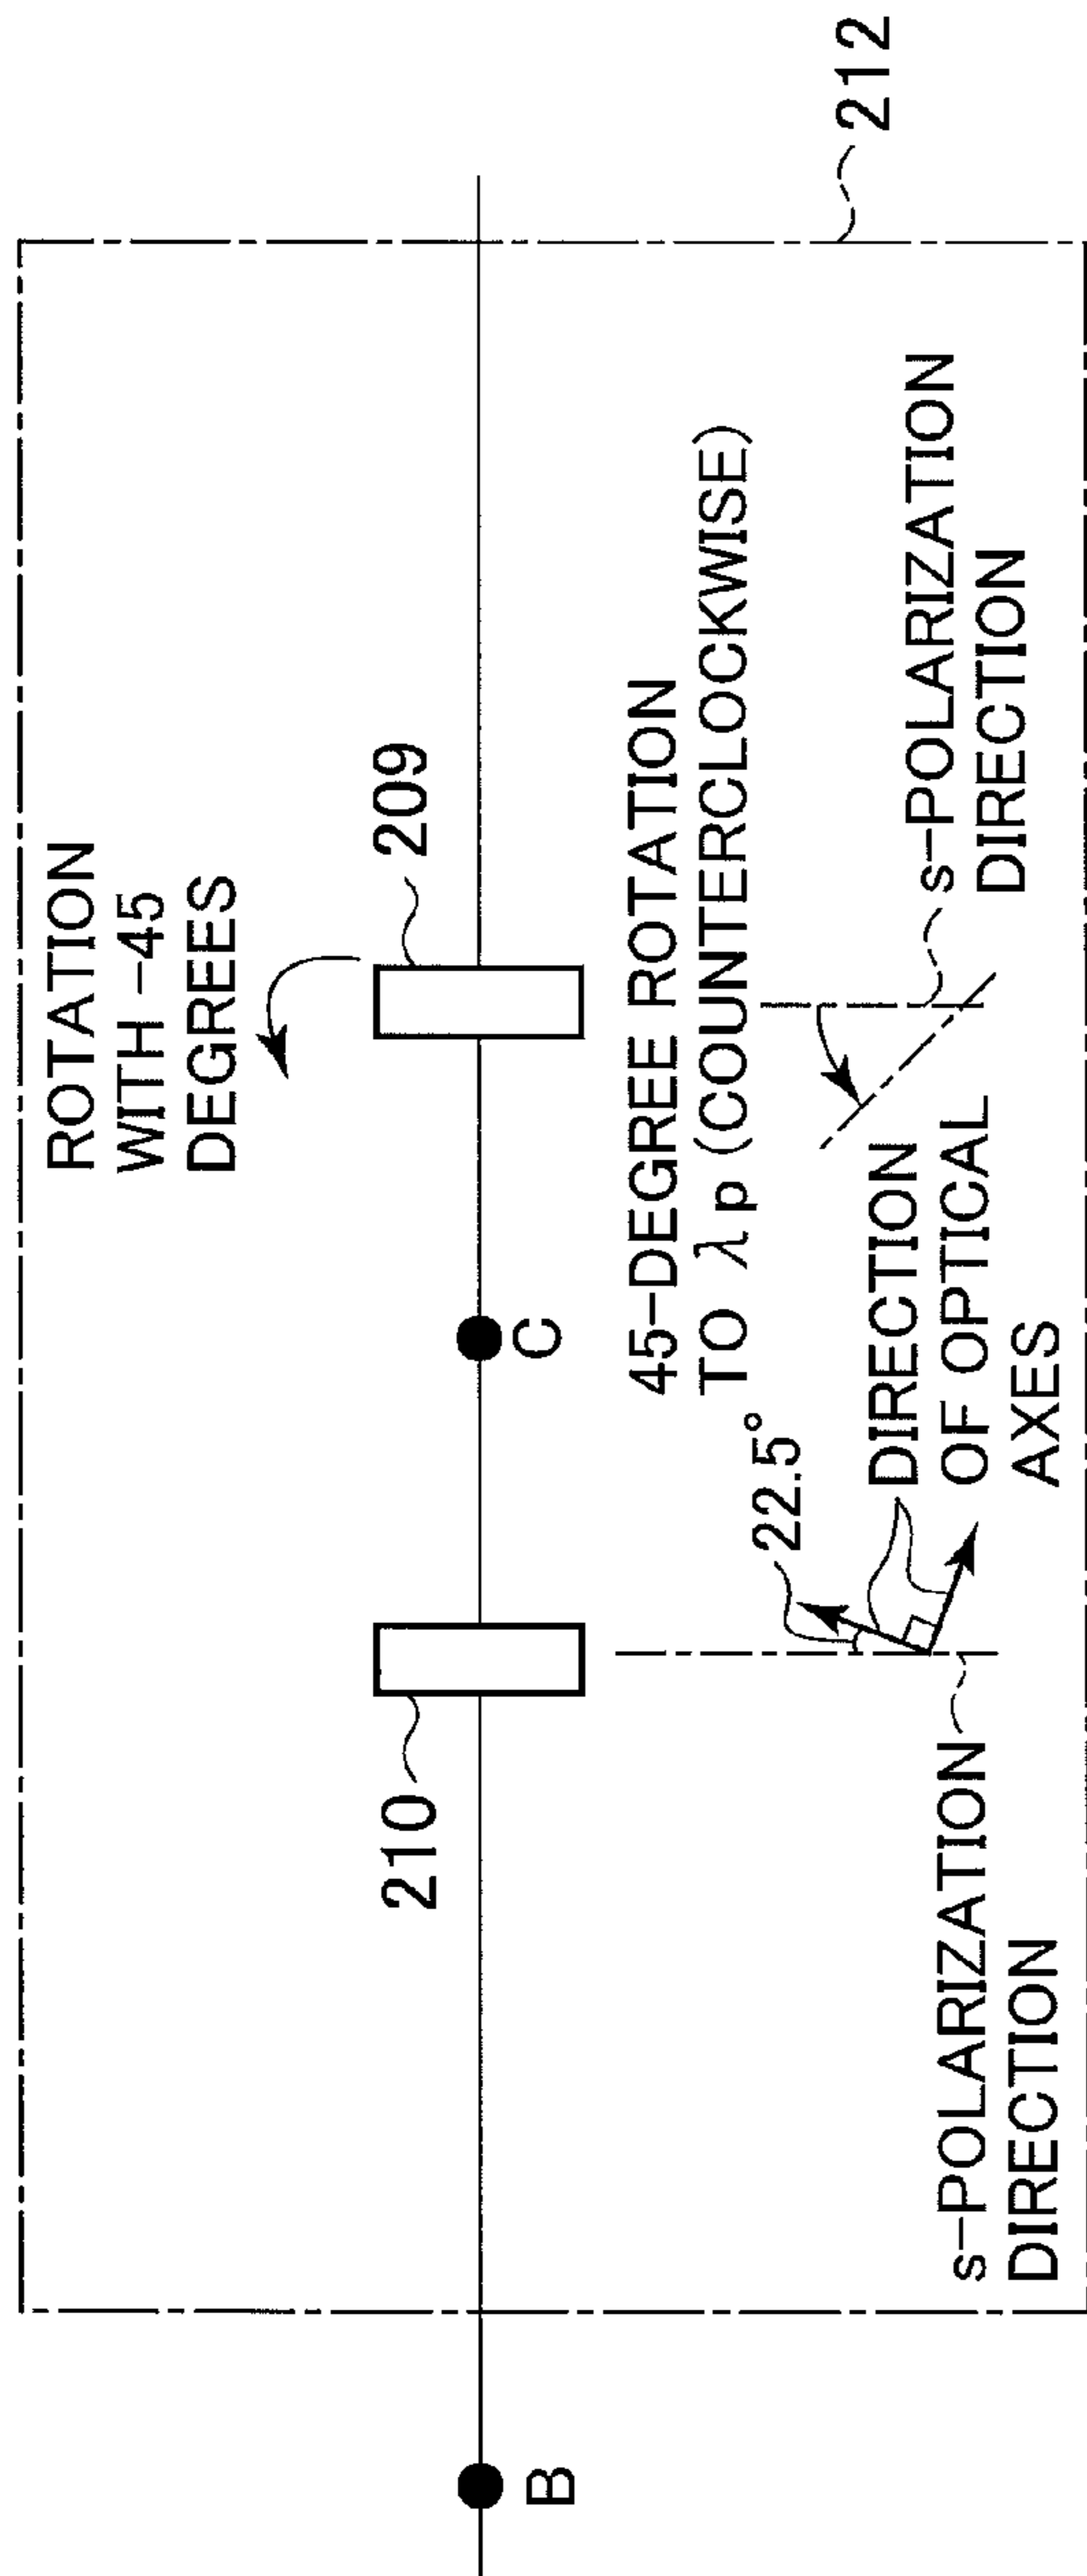 ROTATION
WITH -45
DEGREES
209
210
C
B
45-DEGREE ROTATION
TO λp (COUNTERCLOCKWISE)
22.5°
DIRECTION
OF OPTICAL
AXES
s-POLARIZATION
DIRECTION
s-POLARIZATION
DIRECTION
212